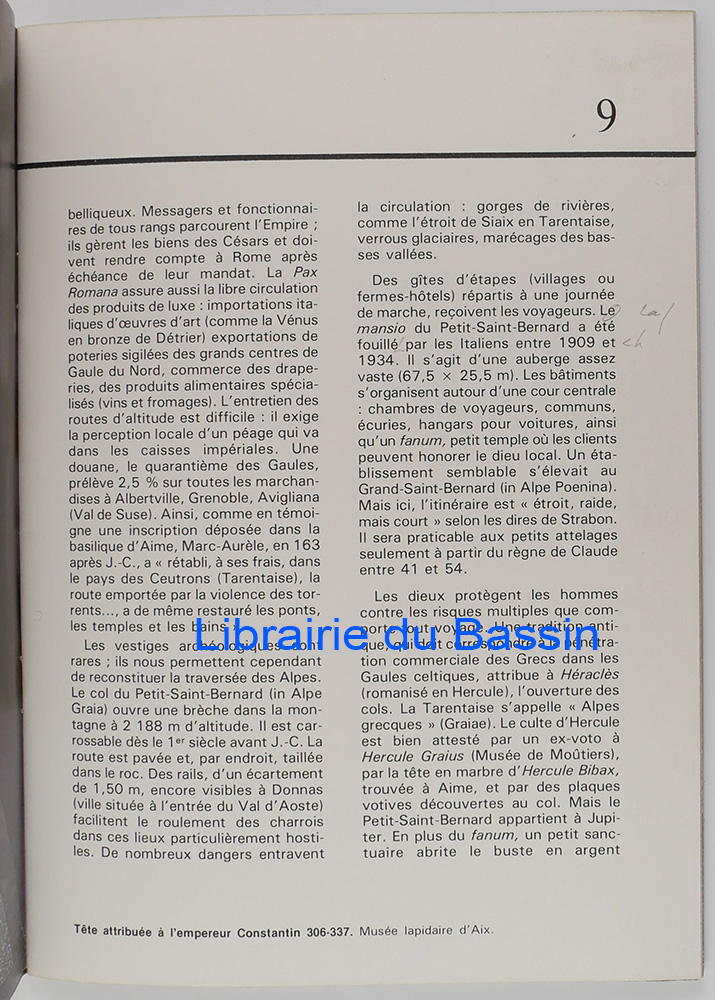 9
belliqueux. Messagers et fonctionnai-
res de tous rangs parcourent l'Empire ;
ils gèrent les biens des Césars et doi-
vent rendre compte à Rome après
échéance de leur mandat. La Pax
Romana assure aussi la libre circulation
des produits de luxe : importations ita-
liques d'œuvres d'art (comme la Vénus
en bronze de Détrier) exportations de
poteries sigilées des grands centres de
Gaule du Nord, commerce des drape-
ries, des produits alimentaires spécia-
lisés (vins et fromages). L'entretien des
routes d'altitude est difficile : il exige
la perception locale d'un péage qui va
dans les caisses impériales. Une
douane, le quarantième des Gaules,
prélève 2,5 % sur toutes les marchan-
dises à Albertville, Grenoble, Avigliana
(Val de Suse). Ainsi, comme en témoi-
gne une inscription déposée dans la
basilique d'Aime, Marc-Aurèle, en 163
après J.-C., a « rétabli, à ses frais, dans
le pays des Ceutrons (Tarentaise), la
route emportée par la violence des tor-
rents..., a de même restauré les ponts,
les temples et les bains »
Les vestiges archéologiques sont
rares ; ils nous permettent cependant
de reconstituer la traversée des Alpes.
Le col du Petit-Saint-Bernard (in Alpe
Graia) ouvre une brèche dans la mon-
tagne à 2 188 m d'altitude. Il est car-
rossable dès le 1er siècle avant J.-C. La
route est pavée et, par endroit, taillée
dans le roc. Des rails, d'un écartement
de 1,50 m, encore visibles à Donnas
(ville située à l'entrée du Val d'Aoste)
facilitent le roulement des charrois
dans ces lieux particulièrement hosti-
les. De nombreux dangers entravent
la circulation : gorges de rivières,
comme l'étroit de Siaix en Tarentaise,
verrous glaciaires, marécages des bas-
ses vallées.
Des gîtes d'étapes (villages ou
fermes-hôtels) répartis à une journée
de marche, reçoivent les voyageurs. Le
mansio du Petit-Saint-Bernard a été
fouillé par les Italiens entre 1909 et
1934. Il s'agit d'une auberge assez
vaste (67,5 × 25,5 m). Les bâtiments
s'organisent autour d'une cour centrale
: chambres de voyageurs, communs,
écuries, hangars pour voitures, ainsi
qu'un fanum, petit temple où les clients
peuvent honorer le dieu local. Un éta-
blissement semblable s'élevait au
Grand-Saint-Bernard (in Alpe Poenina).
Mais ici, l'itinéraire est « étroit, raide,
mais court » selon les dires de Strabon.
Il sera praticable aux petits attelages
seulement à partir du règne de Claude
entre 41 et 54.
Les dieux protègent les hommes
contre les risques multiples que com-
porte tout voyage. Une tradition anti-
que, qui doit correspondre à la pénétra-
tion commerciale des Grecs dans les
Gaules celtiques, attribue à Héraclès
(romanisé en Hercule), l'ouverture des
cols. La Tarentaise s'appelle « Alpes
grecques » (Graiae). Le culte d'Hercule
est bien attesté par un ex-voto à
Hercule Graius (Musée de Moûtiers),
par la tête en marbre d'Hercule Bibax,
trouvée à Aime, et par des plaques
votives découvertes au col. Mais le
Petit-Saint-Bernard appartient à Jupi-
ter. En plus du fanum, un petit sanc-
tuaire abrite le buste en argent
Librairie du Bassin
Tête attribuée à l'empereur Constantin 306-337. Musée lapidaire d'Aix.